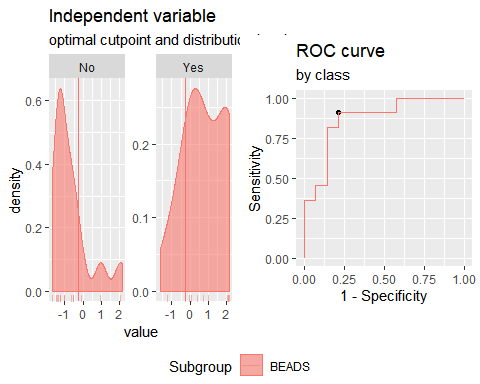 Independent variable
optimal cutpoint and distributio
No
Yes
density
0.6
0.4
0.2
0.0
0.2
0.1
0.0
-1 0 1 2
-1 0 1 2
value
ROC curve
by class
Sensitivity
1.00
0.75
0.50
0.25
0.00
0.00 0.25 0.50 0.75 1.00
1 - Specificity
Subgroup BEADS